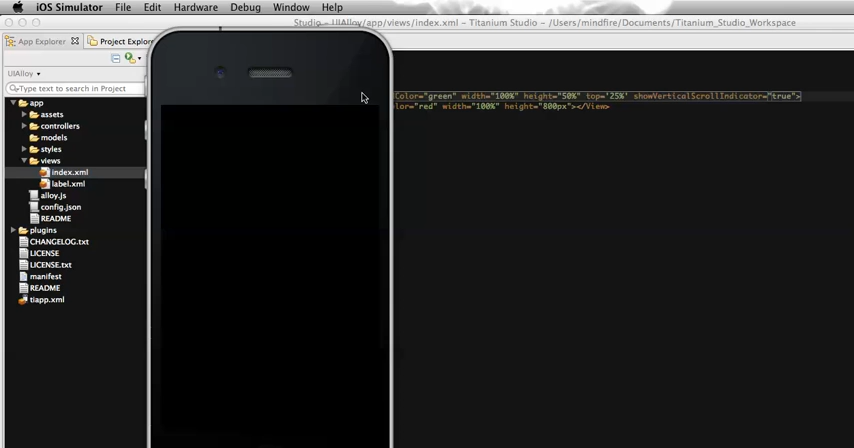 iOS Simulator File Edit Hardware Debug Window Help
Studio - UIAlloy/app/views/index.xml - Titanium Studio - /Users/mindfire/Documents/Titanium_Studio_Workspace
App Explorer Project Explorer
UIAlloy
Type text to search in Project
Color="green" width="100%" height="50%" top='25%' showVerticalScrollIndicator="true">
olor="red" width="100%" height="800px"></View>
app
assets
controllers
models
styles
views
index.xml
label.xml
alloy.js
config.json
README
plugins
CHANGELOG.txt
LICENSE
LICENSE.txt
manifest
README
tiapp.xml